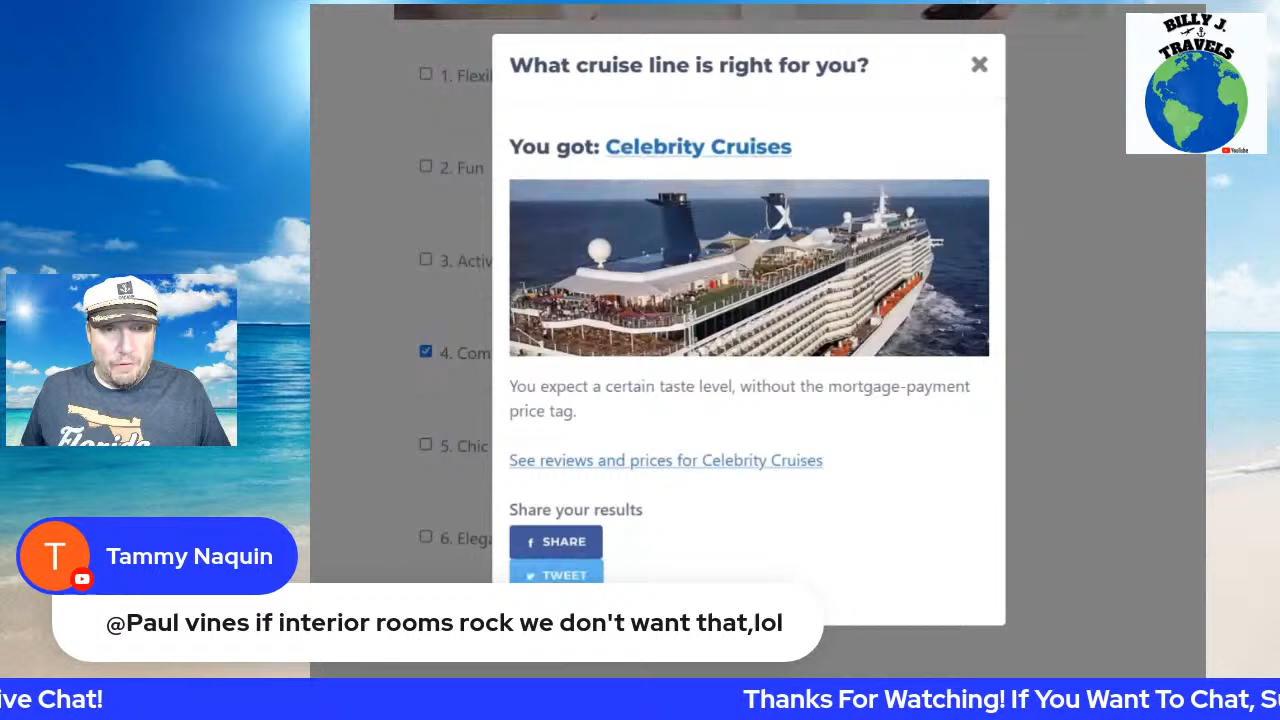 BILLY J.
TRAVELS
YouTube
What cruise line is right for you?
You got: Celebrity Cruises
X
You expect a certain taste level, without the mortgage-payment
price tag.
See reviews and prices for Celebrity Cruises
Share your results
f SHARE
TWEET
1. Flexi
2. Fun
3. Activ
4. Com
5. Chic
6. Elega
Florida
T Tammy Naquin
@Paul vines if interior rooms rock we don't want that,lol
ive Chat!
Thanks For Watching! If You Want To Chat, Su